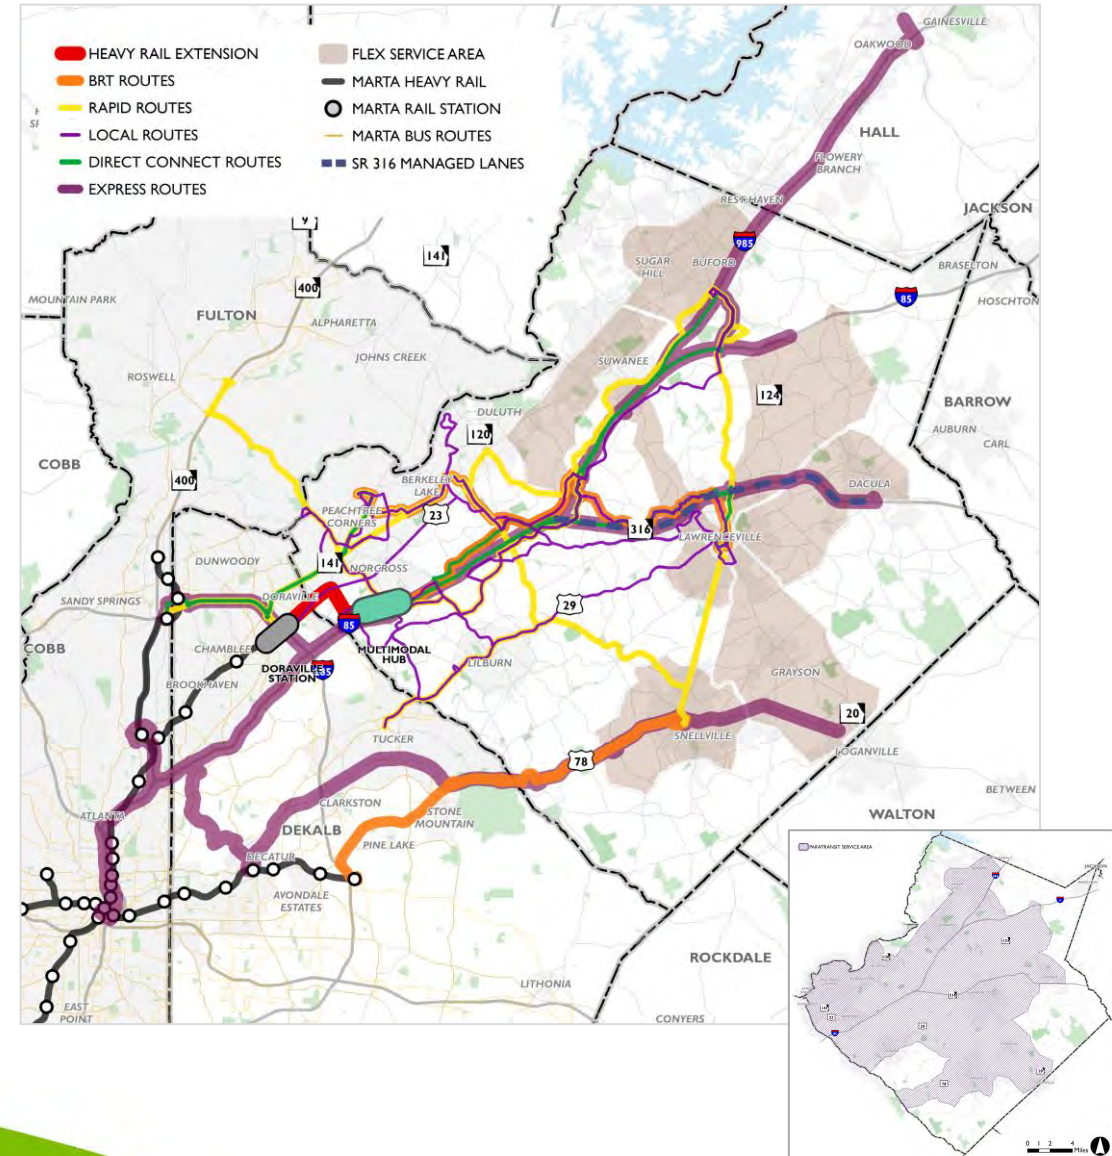 HEAVY RAIL EXTENSION
BRT ROUTES
RAPID ROUTES
LOCAL ROUTES
DIRECT CONNECT ROUTES
EXPRESS ROUTES
FLEX SERVICE AREA
MARTA HEAVY RAIL
MARTA RAIL STATION
MARTA BUS ROUTES
SR 316 MANAGED LANES
GAINESVILLE
OAKWOOD
HALL
FLOWERY
BRANCH
REST HAVEN
JACKSON
9
141
985
SUGAR
HILL
BUFORD
BRASELTON
400
85
HOSCHTON
MOUNTAIN PARK
FULTON
ALPHARETTA
JOHNS CREEK
ROSWELL
SUWANEE
124
BARROW
DULUTH
120
AUBURN
CARL
COBB
400
BERKELEY
LAKE
DACULA
PEACHTREE
CORNERS
23
316
LAWRENCEVILLE
DUNWOODY
141
NORGROSS
SANDY SPRINGS
DORAVILLE
29
85
COBB
CHAMBLEE
MULTIMODAL
HUB
DORAVILLE
STATION
LILBURN
GRAYSON
BROOKHAVEN
20
SNELLVILLE
TUCKER
LOGANVILLE
78
BETWEEN
CLARKSTON
STONE
MOUNTAIN
WALTON
ATLANTA
DEKALB
PINE LAKE
DECATUR
AVONDALE
ESTATES
ROCKDALE
LITHONIA
EAST
POINT
CONYERS
PARATRANSIT SERVICE AREA
JACKSON
0 1 2 4
Miles